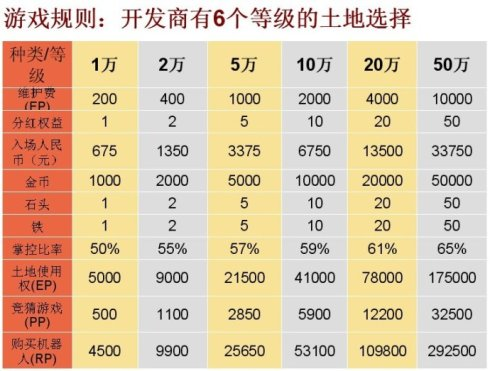 游戏规则：开发商有6个等级的土地选择
种类/等级 1万 2万 5万 10万 20万 50万
维护费(EP) 200 400 1000 2000 4000 10000
分红权益 1 2 5 10 20 50
入场人民币（元） 675 1350 3375 6750 13500 33750
金币 1000 2000 5000 10000 20000 50000
石头 1 2 5 10 20 50
铁 1 2 5 10 20 50
掌控比率 50% 55% 57% 59% 61% 65%
土地使用权(EP) 5000 9000 21500 41000 78000 175000
竞猜游戏(PP) 500 1100 2850 5900 12200 32500
购买机器人(RP) 4500 9900 25650 53100 109800 292500